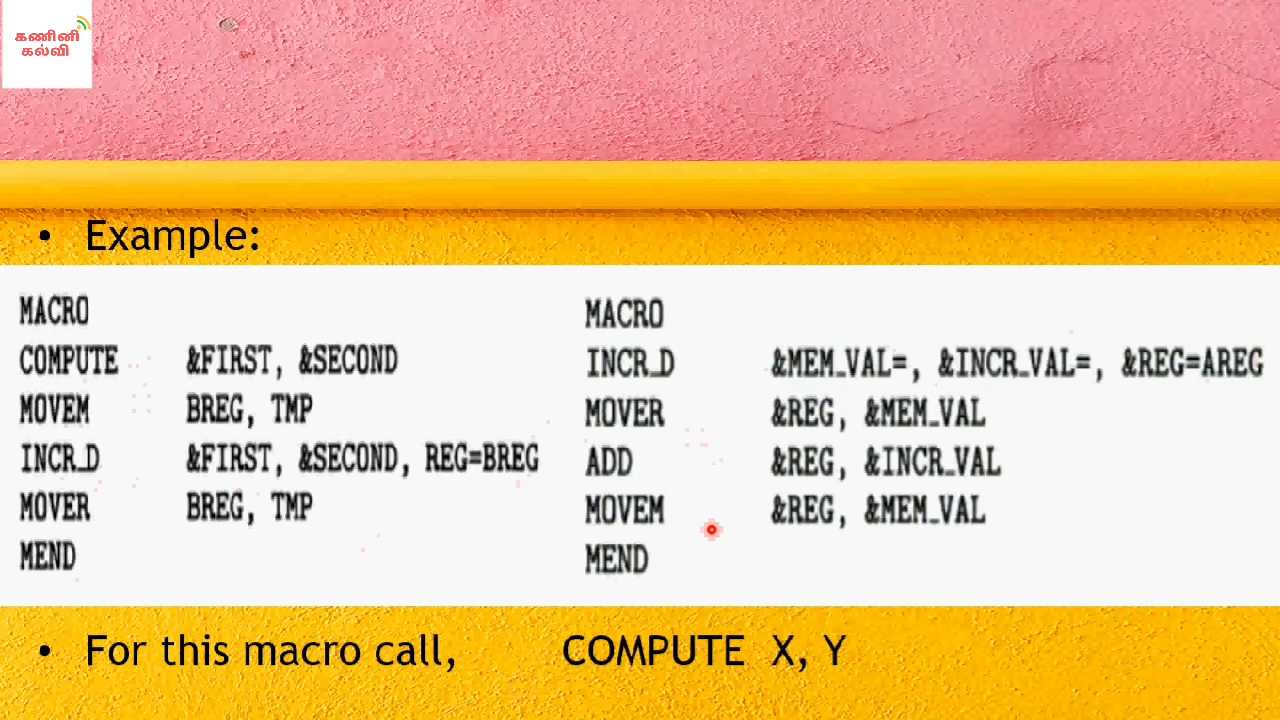 கணினி
கல்வி
• Example:
MACRO
COMPUTE &FIRST, &SECOND
MOVEM BREG, TMP
INCR_D &FIRST, &SECOND, REG=BREG
MOVER BREG, TMP
MEND
MACRO
INCR_D &MEM_VAL=, &INCR_VAL=, &REG=AREG
MOVER &REG, &MEM_VAL
ADD &REG, &INCR_VAL
MOVEM &REG, &MEM_VAL
MEND
• For this macro call, COMPUTE X, Y